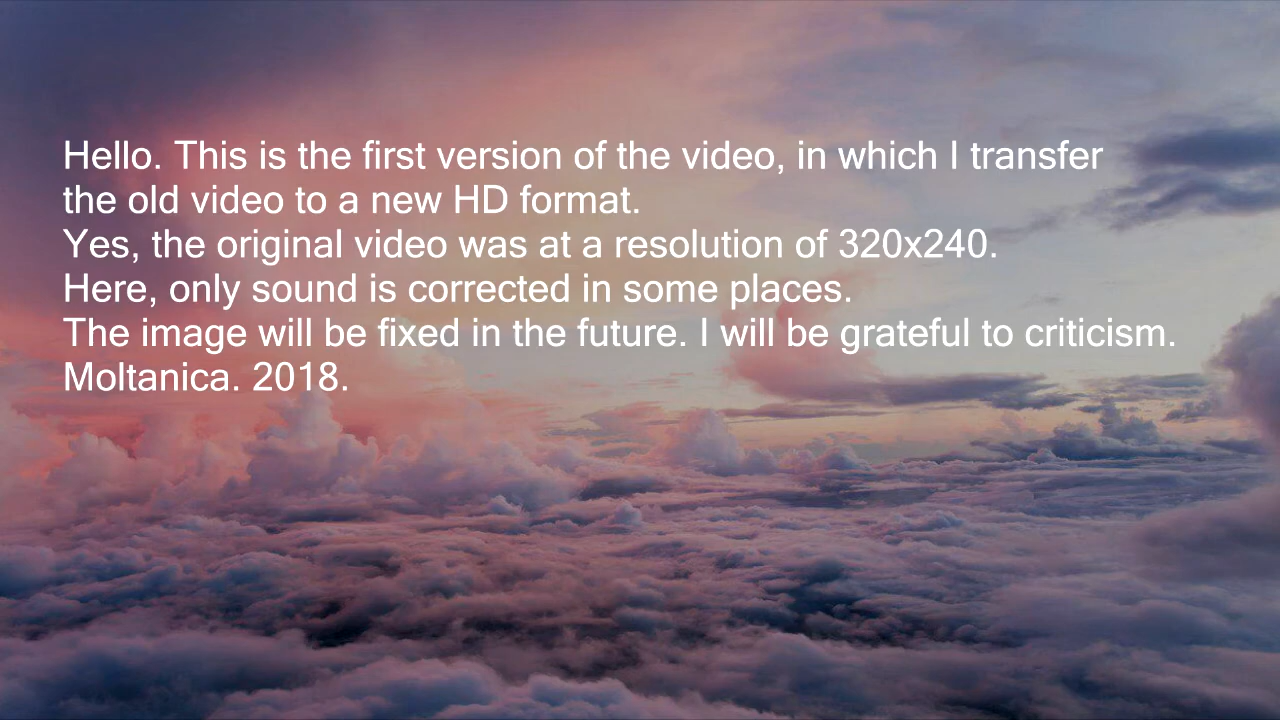 Hello. This is the first version of the video, in which I transfer
the old video to a new HD format.
Yes, the original video was at a resolution of 320x240.
Here, only sound is corrected in some places.
The image will be fixed in the future. I will be grateful to criticism.
Moltanica. 2018.